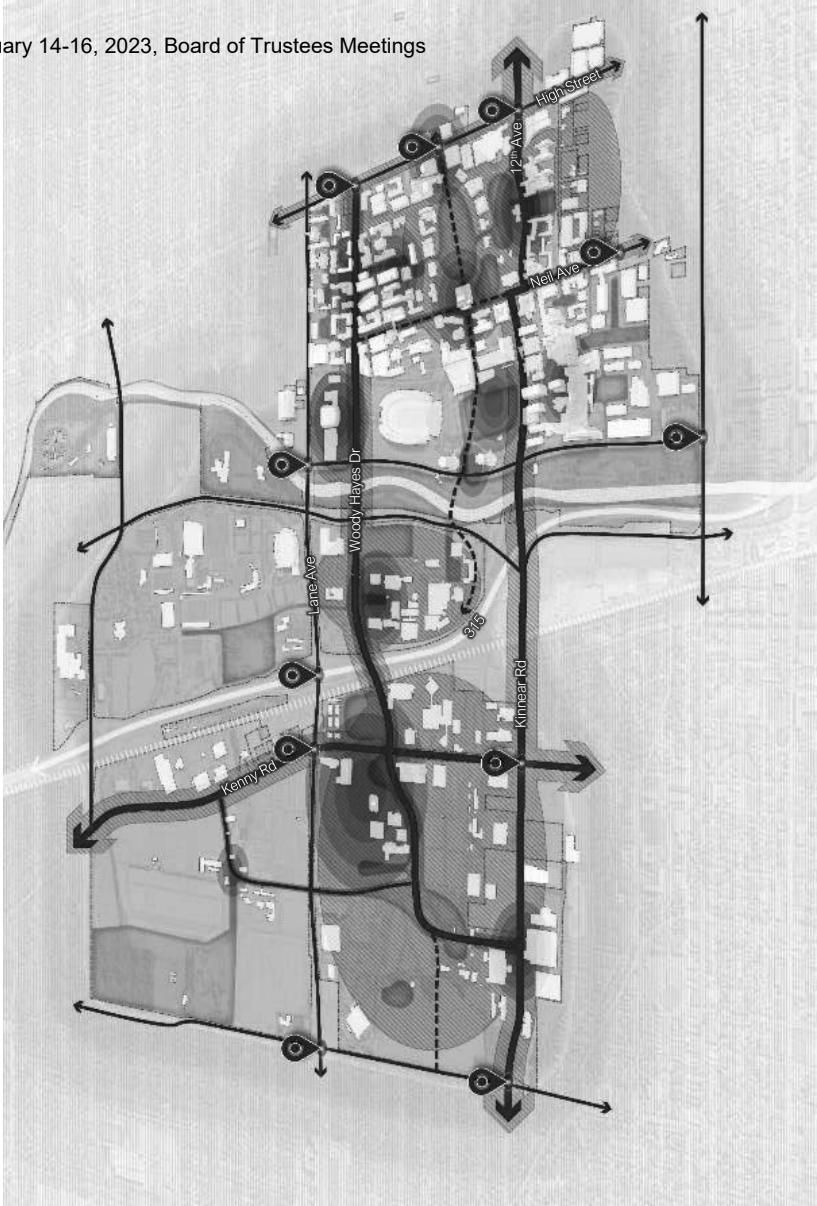 uary 14-16, 2023, Board of Trustees Meetings
High Street
12th Ave
Neil Ave
Woody Hayes Dr
Lane Ave
315
Kinnear Rd
Kenny Rd